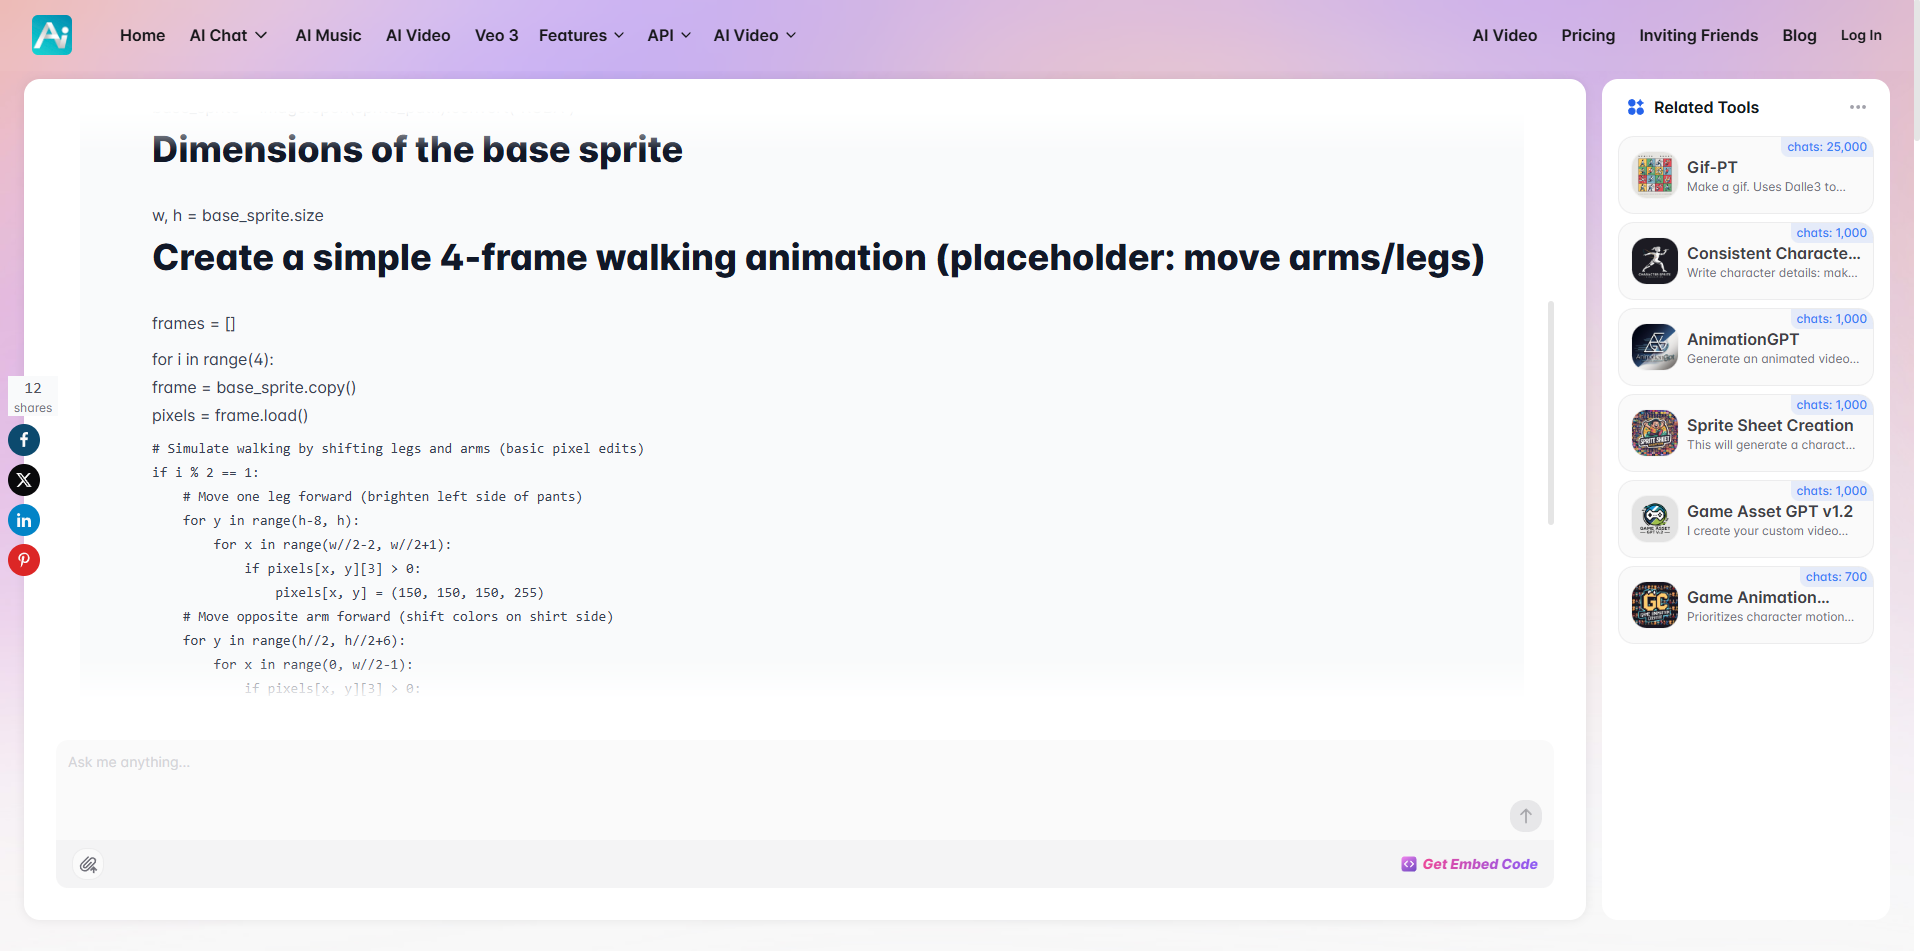 Ai
Home
AI Chat
AI Music
AI Video
Veo 3
Features
API
AI Video
AI Video
Pricing
Inviting Friends
Blog
Log In
Dimensions of the base sprite
w, h = base_sprite.size
Create a simple 4-frame walking animation (placeholder: move arms/legs)
frames = []
for i in range(4):
frame = base_sprite.copy()
pixels = frame.load()
# Simulate walking by shifting legs and arms (basic pixel edits)
if i % 2 == 1:
# Move one leg forward (brighten left side of pants)
for y in range(h-8, h):
for x in range(w//2-2, w//2+1):
if pixels[x, y][3] > 0:
pixels[x, y] = (150, 150, 150, 255)
# Move opposite arm forward (shift colors on shirt side)
for y in range(h//2, h//2+6):
for x in range(0, w//2-1):
if pixels[x, y][3] > 0:
12
shares
Ask me anything...
Get Embed Code
Related Tools
chats: 25,000
Gif-PT
Make a gif. Uses Dalle3 to...
chats: 1,000
Consistent Characte...
Write character details: mak...
chats: 1,000
AnimationGPT
Generate an animated video...
chats: 1,000
Sprite Sheet Creation
This will generate a charact...
chats: 1,000
Game Asset GPT v1.2
I create your custom video...
chats: 700
Game Animation...
Prioritizes character motion...